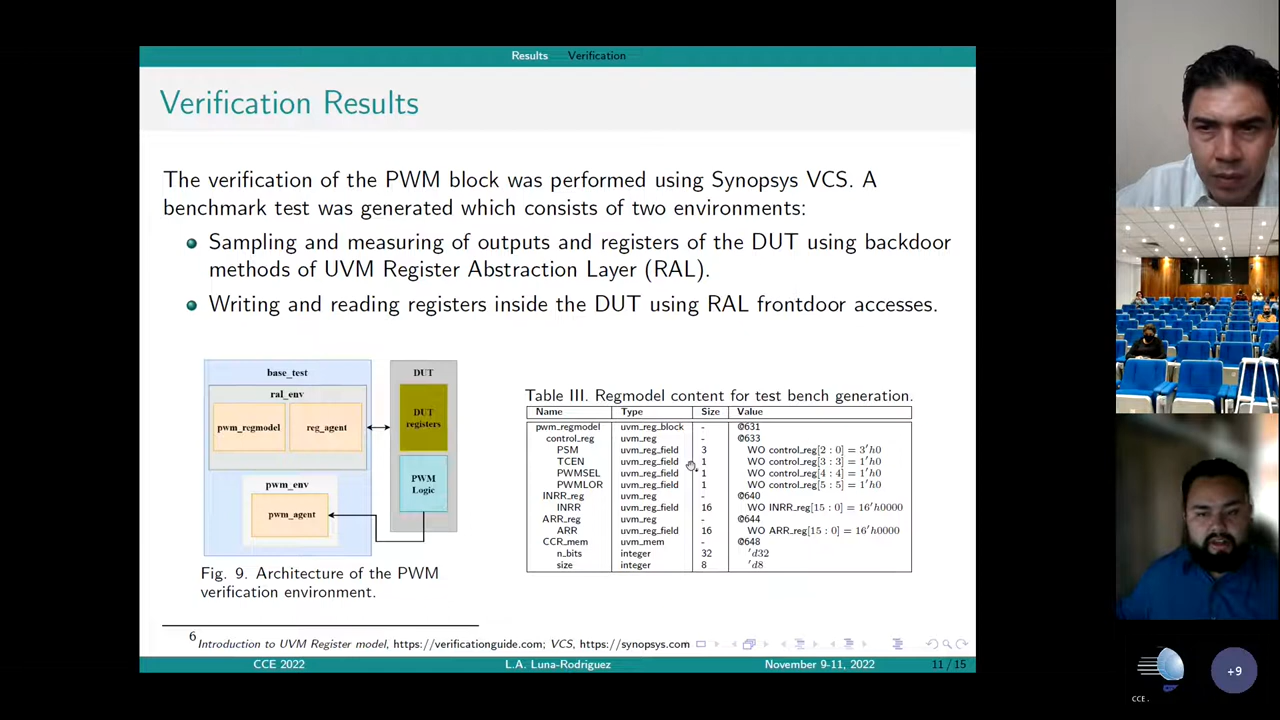 Results Verification
Verification Results
The verification of the PWM block was performed using Synopsys VCS. A
benchmark test was generated which consists of two environments:
Sampling and measuring of outputs and registers of the DUT using backdoor
methods of UVM Register Abstraction Layer (RAL).
Writing and reading registers inside the DUT using RAL frontdoor accesses.
base_test
ral_env
pwm_regmodel
reg_agent
pwm_env
pwm_agent
DUT
DUT
registers
PWM
Logic
Fig. 9. Architecture of the PWM
verification environment.
Table III. Regmodel content for test bench generation.
Name Type Size Value
pwm_regmodel uvm_reg_block - @631
control_reg uvm_reg - @633
PSM uvm_reg_field 3 WO control_reg[2 : 0] = 3'h0
TCEN uvm_reg_field 1 WO control_reg[3 : 3] = 1'h0
PWMSEL uvm_reg_field 1 WO control_reg[4 : 4] = 1'h0
PWMLOR uvm_reg_field 1 WO control_reg[5 : 5] = 1'h0
INRR_reg uvm_reg - @640
INRR uvm_reg_field 16 WO INRR_reg[15 : 0] = 16'h0000
ARR_reg uvm_reg - @644
ARR uvm_reg_field 16 WO ARR_reg[15 : 0] = 16'h0000
CCR_mem uvm_mem - @648
n_bits integer 32 'd32
size integer 8 'd8
6
Introduction to UVM Register model, https://verificationguide.com; VCS, https://synopsys.com
CCE 2022 L.A. Luna-Rodriguez November 9-11, 2022 11 / 15
CCE.
+9